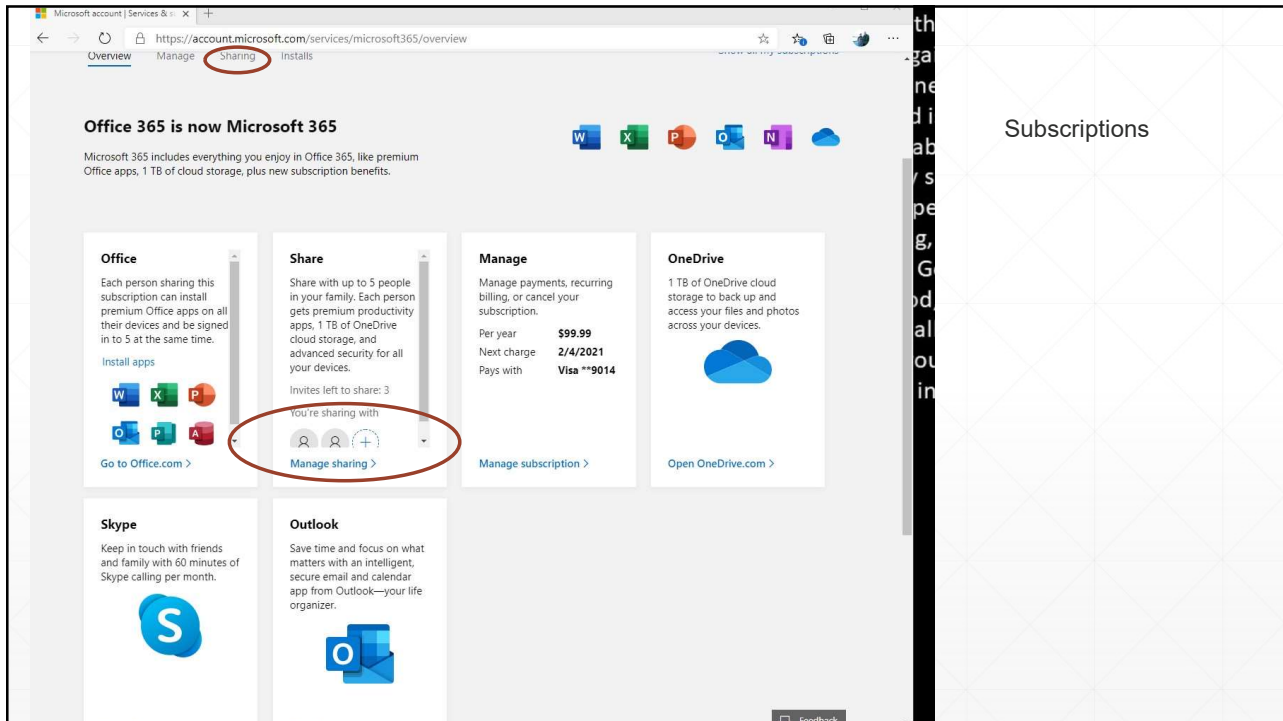 Microsoft account | Services & s
https://account.microsoft.com/services/microsoft365/overview
Overview Manage Sharing Installs
Show all my subscriptions
Office 365 is now Microsoft 365
Microsoft 365 includes everything you enjoy in Office 365, like premium
Office apps, 1 TB of cloud storage, plus new subscription benefits.
Office
Each person sharing this
subscription can install
premium Office apps on all
their devices and be signed
in to 5 at the same time.
Install apps
Go to Office.com >
Share
Share with up to 5 people
in your family. Each person
gets premium productivity
apps, 1 TB of OneDrive
cloud storage, and
advanced security for all
your devices.
Invites left to share: 3
You're sharing with
Manage sharing >
Manage
Manage payments, recurring
billing, or cancel your
subscription.
Per year $99.99
Next charge 2/4/2021
Pays with Visa **9014
Manage subscription >
OneDrive
1 TB of OneDrive cloud
storage to back up and
access your files and photos
across your devices.
Open OneDrive.com >
Skype
Keep in touch with friends
and family with 60 minutes of
Skype calling per month.
Outlook
Save time and focus on what
matters with an intelligent,
secure email and calendar
app from Outlook—your life
organizer.
Feedback
Subscriptions